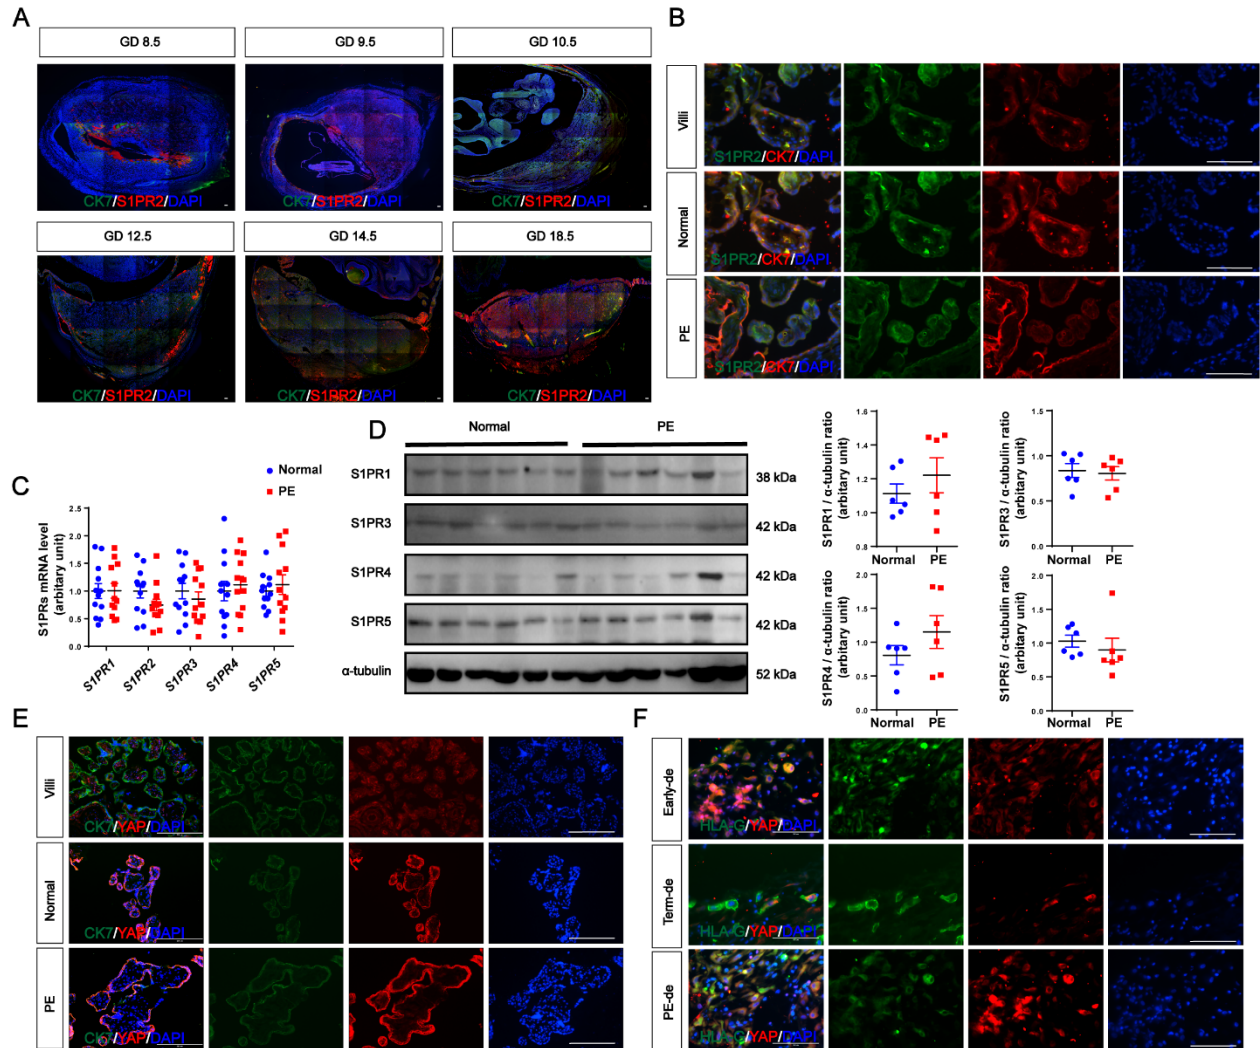 A
GD 8.5
GD 9.5
GD 10.5
CK7/S1PR2/DAPI
CK7/S1PR2/DAPI
CK7/S1PR2/DAPI
GD 12.5
GD 14.5
GD 18.5
CK7/S1PR2/DAPI
CK7/S1PR2/DAPI
CK7/S1PR2/DAPI
B
Villi
S1PR2/CK7/DAPI
Normal
S1PR2/CK7/DAPI
PE
S1PR2/CK7/DAPI
C
Normal
PE
S1PRs mRNA level
(arbitary unit)
2.5
2.0
1.5
1.0
0.5
0.0
S1PR1
S1PR2
S1PR3
S1PR4
S1PR5
D
Normal
PE
S1PR1
38 kDa
S1PR3
42 kDa
S1PR4
42 kDa
S1PR5
42 kDa
α-tubulin
52 kDa
S1PR1 / α-tubulin ratio
(arbitary unit)
1.6
1.4
1.2
1.0
0.8
Normal
PE
S1PR3 / α-tubulin ratio
(arbitary unit)
1.5
1.0
0.5
0.0
Normal
PE
S1PR4 / α-tubulin ratio
(arbitary unit)
2.0
1.5
1.0
0.5
0.0
Normal
PE
S1PR5 / α-tubulin ratio
(arbitary unit)
2.0
1.5
1.0
0.5
0.0
Normal
PE
E
Villi
CK7/YAP/DAPI
Normal
CK7/YAP/DAPI
PE
CK7/YAP/DAPI
F
Early-de
HLA-G/YAP/DAPI
Term-de
HLA-G/YAP/DAPI
PE-de
HLA-G/YAP/DAPI